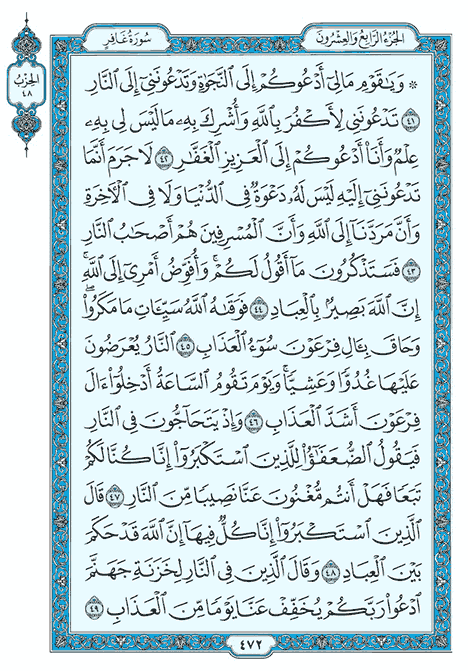 الجزء الرابع والعشرون
سورة غافر
الحزب
٤٨
* وَيَٰقَوْمِ مَا لِىٓ أَدْعُوكُمْ إِلَى ٱلنَّجَوٰةِ وَتَدْعُونَنِىٓ إِلَى ٱلنَّارِ
٤١ تَدْعُونَنِى لِأَكْفُرَ بِٱللَّهِ وَأُشْرِكَ بِهِۦ مَا لَيْسَ لِى بِهِۦ
عِلْمٌ وَأَنَا۠ أَدْعُوكُمْ إِلَى ٱلْعَزِيزِ ٱلْغَفَّٰرِ ٤٢ لَا جَرَمَ أَنَّمَا
تَدْعُونَنِىٓ إِلَيْهِ لَيْسَ لَهُۥ دَعْوَةٌ فِى ٱلدُّنْيَا وَلَا فِى ٱلْءَاخِرَةِ
وَأَنَّ مَرَدَّنَآ إِلَى ٱللَّهِ وَأَنَّ ٱلْمُسْرِفِينَ هُمْ أَصْحَٰبُ ٱلنَّارِ
٤٣ فَسَتَذْكُرُونَ مَآ أَقُولُ لَكُمْ ۚ وَأُفَوِّضُ أَمْرِىٓ إِلَى ٱللَّهِ ۚ
إِنَّ ٱللَّهَ بَصِيرٌۢ بِٱلْعِبَادِ ٤٤ فَوَقَىٰهُ ٱللَّهُ سَيِّـَٔاتِ مَا مَكَرُوا۟ ۖ
وَحَاقَ بِـَٔالِ فِرْعَوْنَ سُوٓءُ ٱلْعَذَابِ ٤٥ ٱلنَّارُ يُعْرَضُونَ
عَلَيْهَا غُدُوًّا وَعَشِيًّا ۖ وَيَوْمَ تَقُومُ ٱلسَّاعَةُ أَدْخِلُوٓا۟ ءَالَ
فِرْعَوْنَ أَشَدَّ ٱلْعَذَابِ ٤٦ وَإِذْ يَتَحَآجُّونَ فِى ٱلنَّارِ
فَيَقُولُ ٱلضُّعَفَٰٓؤُا۟ لِلَّذِينَ ٱسْتَكْبَرُوٓا۟ إِنَّا كُنَّا لَكُمْ
تَبَعًا فَهَلْ أَنتُم مُّغْنُونَ عَنَّا نَصِيبًا مِّنَ ٱلنَّارِ ٤٧ قَالَ
ٱلَّذِينَ ٱسْتَكْبَرُوٓا۟ إِنَّا كُلٌّ فِيهَآ إِنَّ ٱللَّهَ قَدْ حَكَمَ
بَيْنَ ٱلْعِبَادِ ٤٨ وَقَالَ ٱلَّذِينَ فِى ٱلنَّارِ لِخَزَنَةِ جَهَنَّمَ
ٱدْعُوا۟ رَبَّكُمْ يُخَفِّفْ عَنَّا يَوْمًا مِّنَ ٱلْعَذَابِ ٤٩
٤٧٢